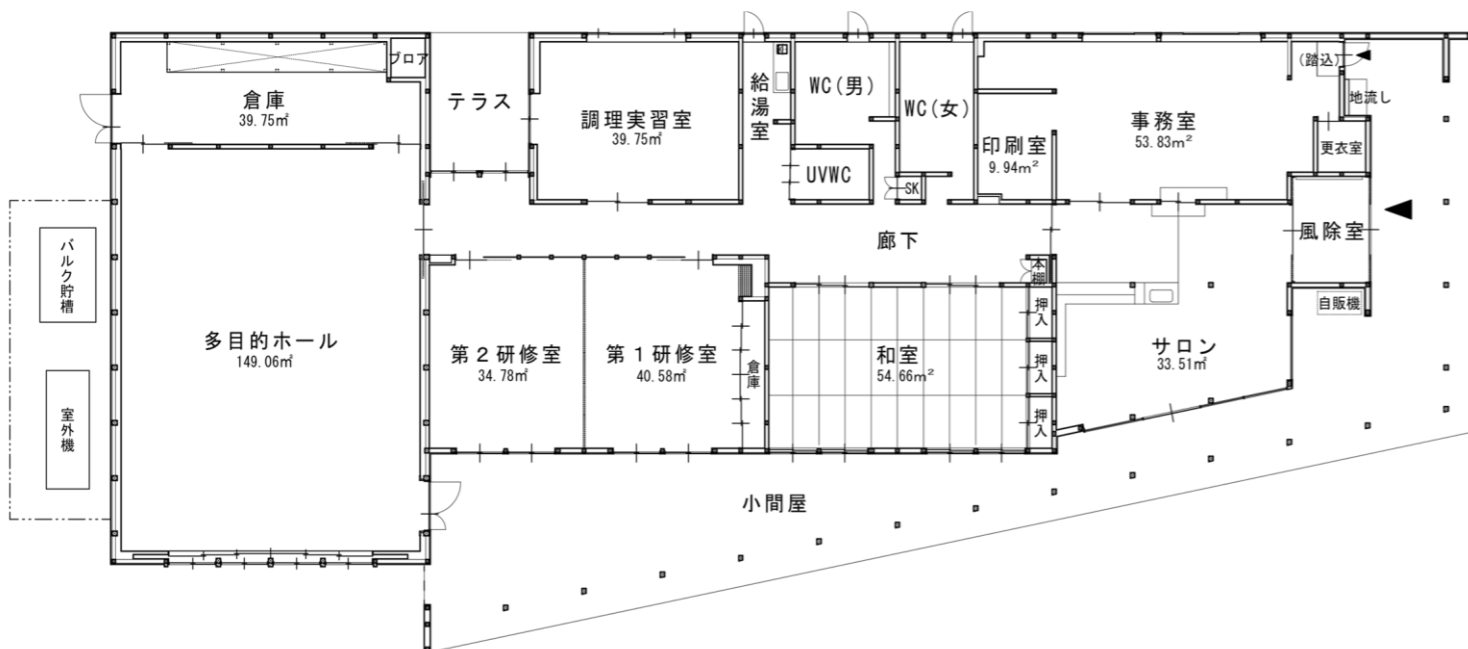 ブロア
倉庫
39.75㎡
テラス
調理実習室
39.75㎡
給湯室
WC(男)
WC(女)
UVWC
SK
印刷室
9.94m²
事務室
53.83m²
(踏込)
地流し
更衣室
風除室
自販機
廊下
本棚
バルク貯槽
室外機
多目的ホール
149.06㎡
第2研修室
34.78㎡
第1研修室
40.58㎡
倉庫
和室
54.66m²
押入
押入
押入
サロン
33.51㎡
小間屋